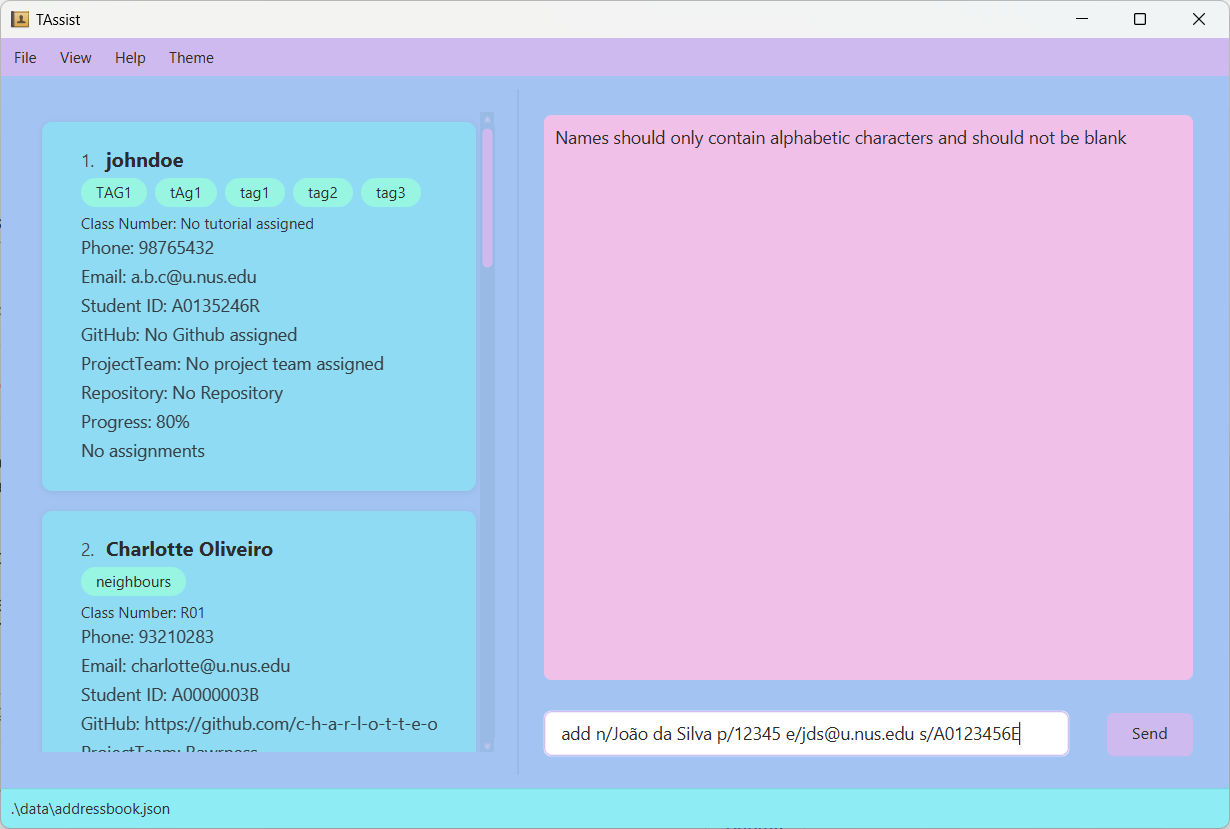 TAssist
File View Help Theme
1. johndoe
TAG1 tAg1 tag1 tag2 tag3
Class Number: No tutorial assigned
Phone: 98765432
Email: a.b.c@u.nus.edu
Student ID: A0135246R
GitHub: No Github assigned
ProjectTeam: No project team assigned
Repository: No Repository
Progress: 80%
No assignments
2. Charlotte Oliveiro
neighbours
Class Number: R01
Phone: 93210283
Email: charlotte@u.nus.edu
Student ID: A0000003B
GitHub: https://github.com/c-h-a-r-l-o-t-t-e-o
ProjectTeam: Rawrness
Names should only contain alphabetic characters and should not be blank
add n/João da Silva p/12345 e/jds@u.nus.edu s/A0123456E
Send
.\data\addressbook.json